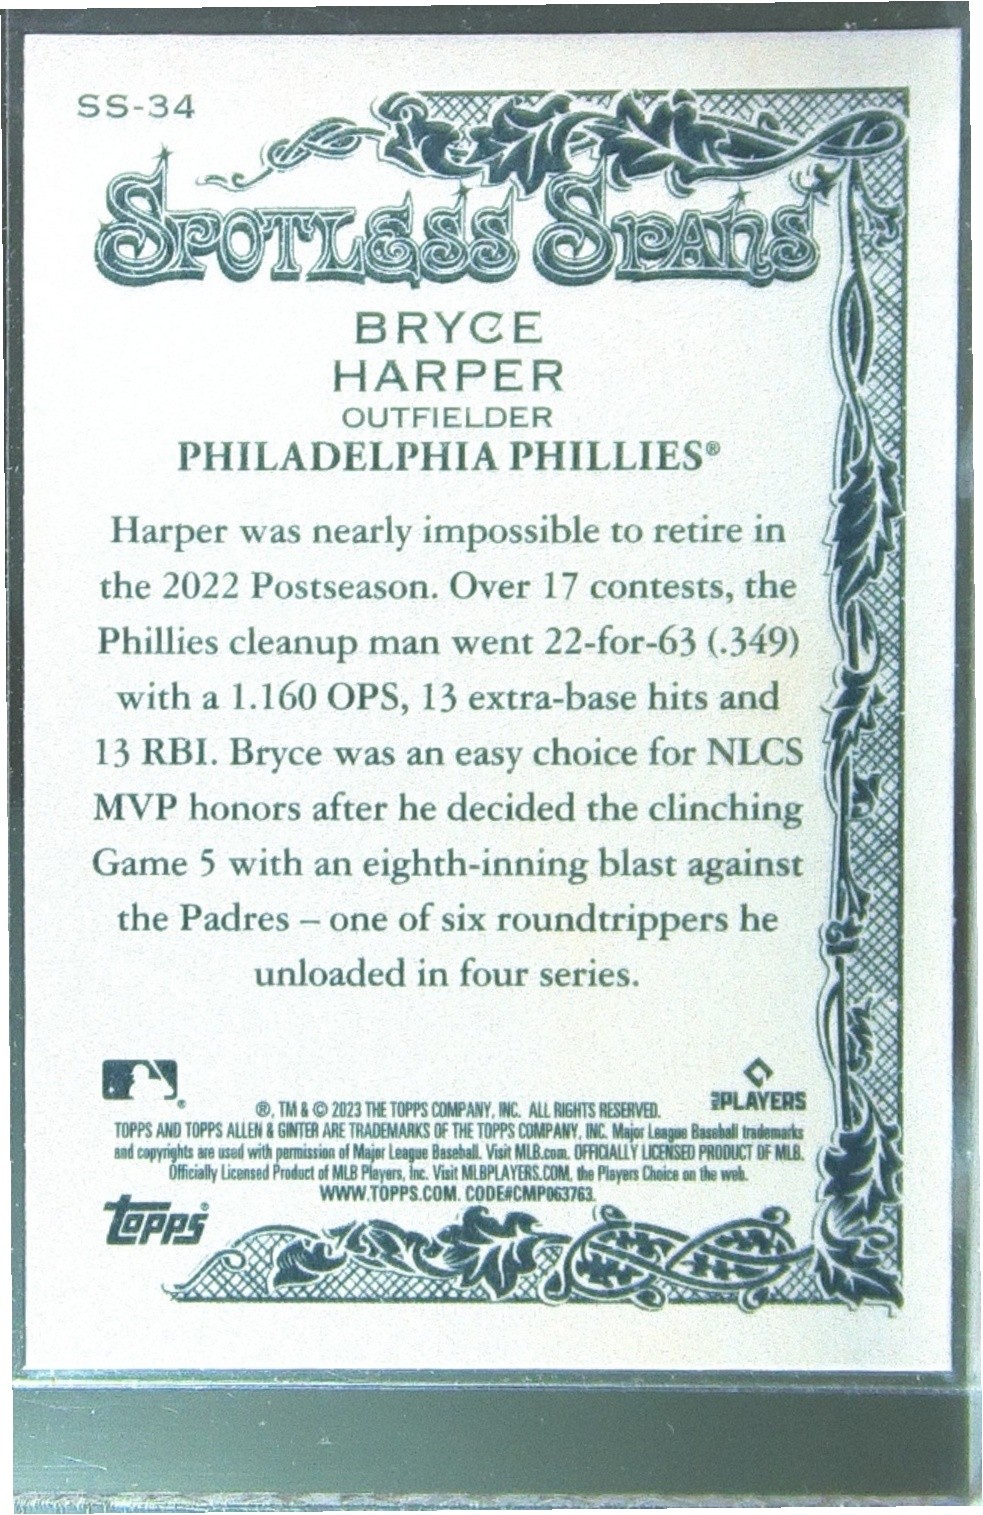 SS-34
SPOTLESS SPANS
BRYCE
HARPER
OUTFIELDER
PHILADELPHIA PHILLIES®
Harper was nearly impossible to retire in
the 2022 Postseason. Over 17 contests, the
Phillies cleanup man went 22-for-63 (.349)
with a 1.160 OPS, 13 extra-base hits and
13 RBI. Bryce was an easy choice for NLCS
MVP honors after he decided the clinching
Game 5 with an eighth-inning blast against
the Padres – one of six roundtrippers he
unloaded in four series.
®
MLB PLAYERS
®, TM & © 2023 THE TOPPS COMPANY, INC. ALL RIGHTS RESERVED.
TOPPS AND TOPPS ALLEN & GINTER ARE TRADEMARKS OF THE TOPPS COMPANY, INC. Major League Baseball trademarks
and copyrights are used with permission of Major League Baseball. Visit MLB.com. OFFICIALLY LICENSED PRODUCT OF MLB.
Officially Licensed Product of MLB Players, Inc. Visit MLBPLAYERS.COM, the Players Choice on the web.
WWW.TOPPS.COM. CODE#CMP063763.
topps®